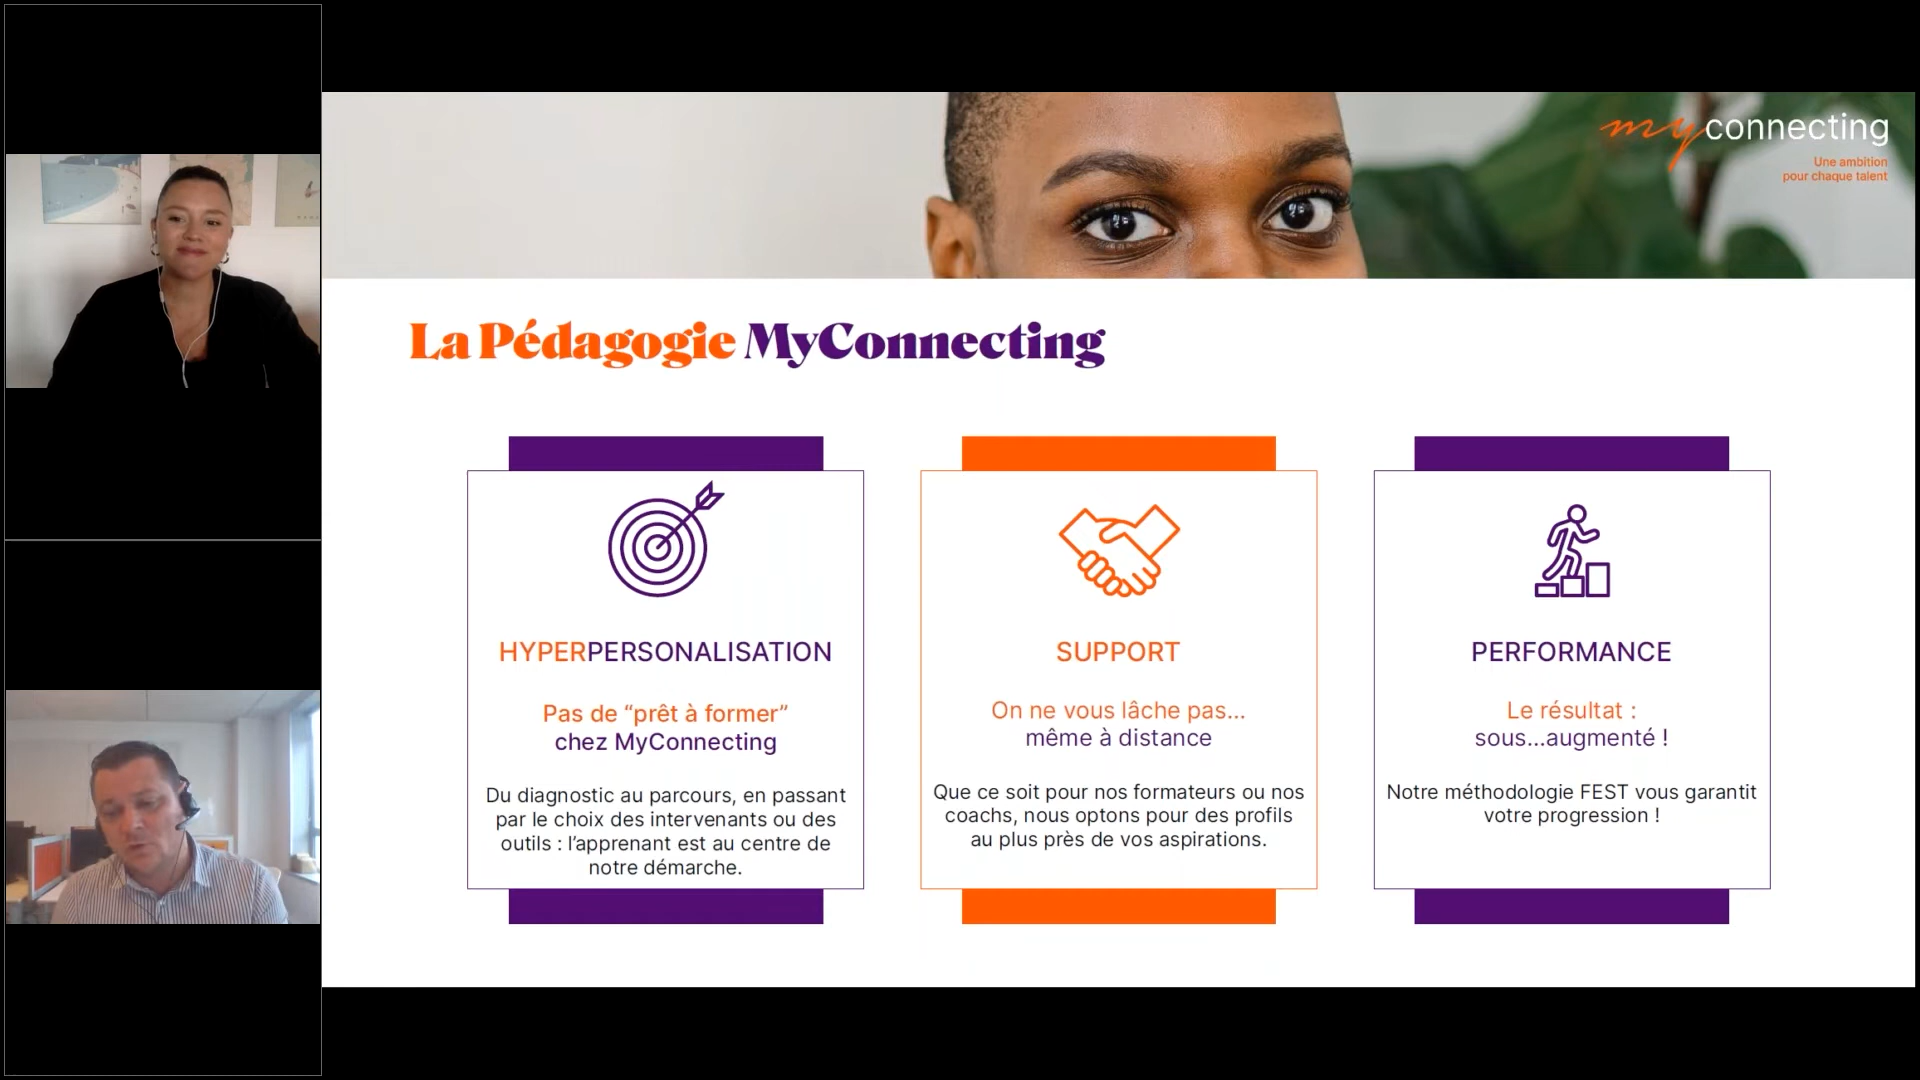 myconnecting
Une ambition
pour chaque talent
La Pédagogie MyConnecting
HYPERPERSONALISATION
Pas de “prêt à former”
chez MyConnecting
Du diagnostic au parcours, en passant
par le choix des intervenants ou des
outils : l’apprenant est au centre de
notre démarche.
SUPPORT
On ne vous lâche pas...
même à distance
Que ce soit pour nos formateurs ou nos
coachs, nous optons pour des profils
au plus près de vos aspirations.
PERFORMANCE
Le résultat :
sous...augmenté !
Notre méthodologie FEST vous garantit
votre progression !